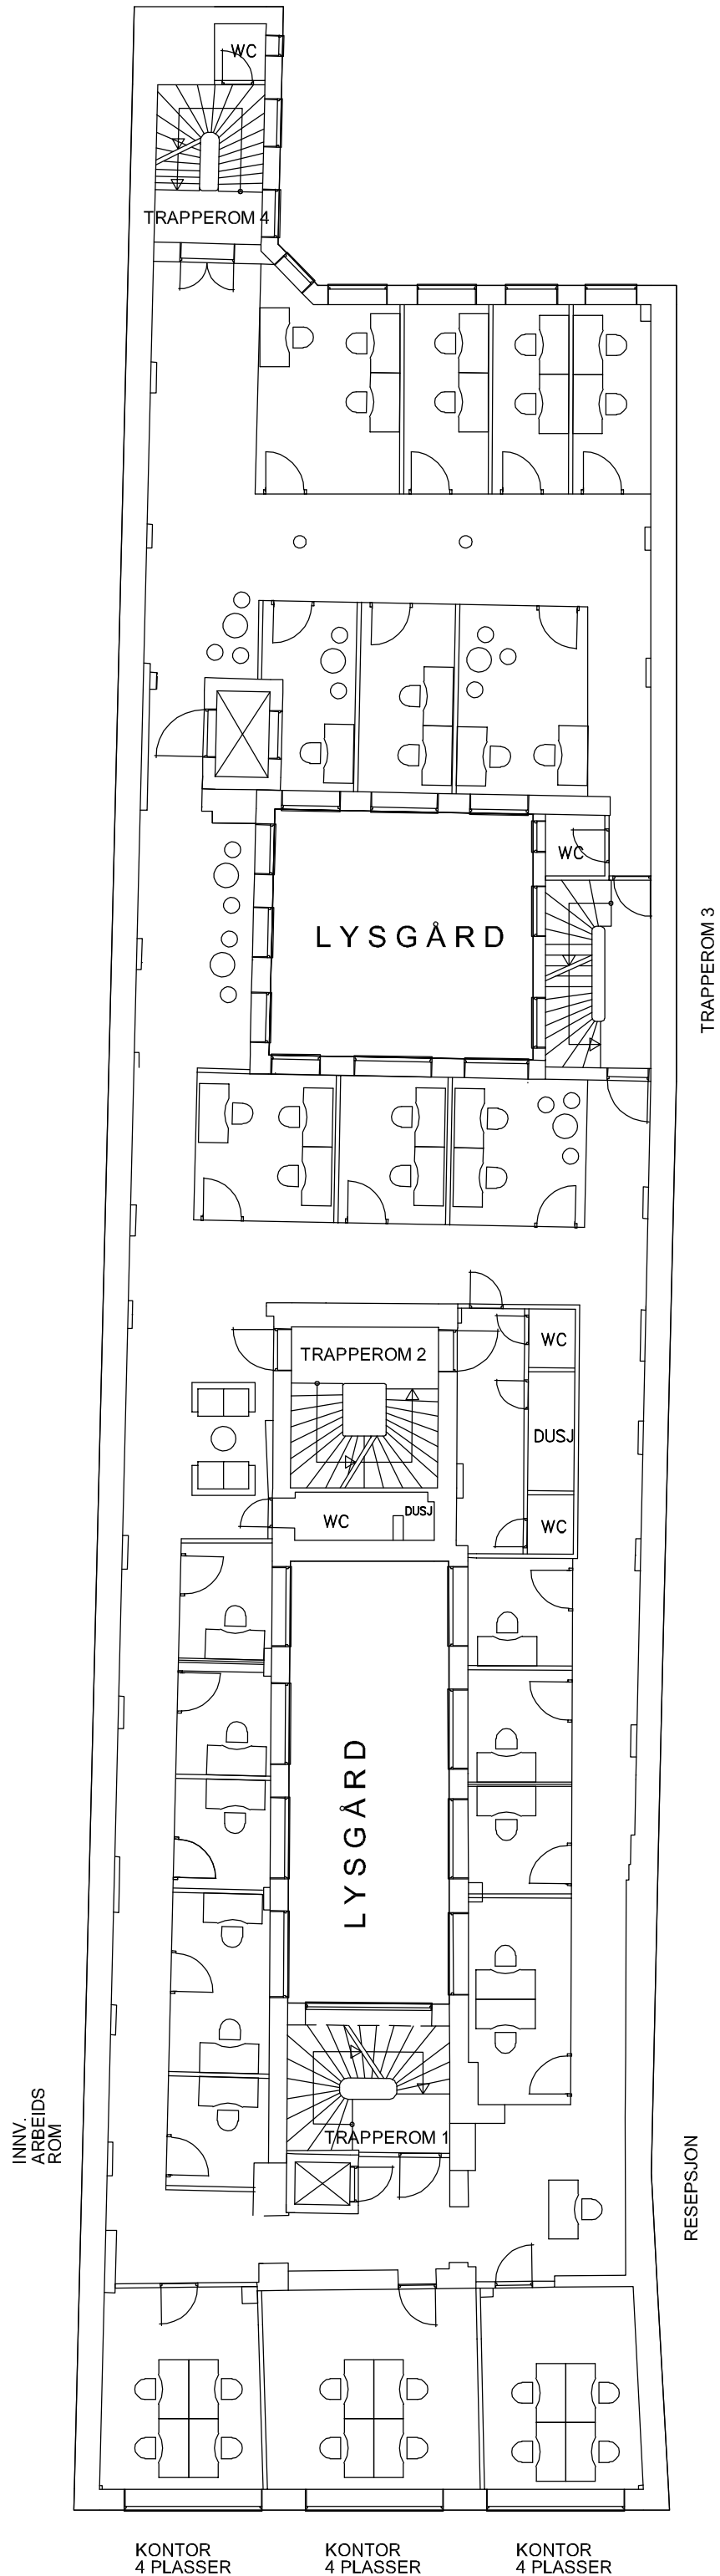 WC
TRAPPEROM 4
WC
LYSGÅRD
TRAPPEROM 3
WC
TRAPPEROM 2
DUSJ
WC
DUSJ
WC
LYSGÅRD
INNV.
ARBEIDS
ROM
TRAPPEROM 1
RESEPSJON
KONTOR
4 PLASSER
KONTOR
4 PLASSER
KONTOR
4 PLASSER